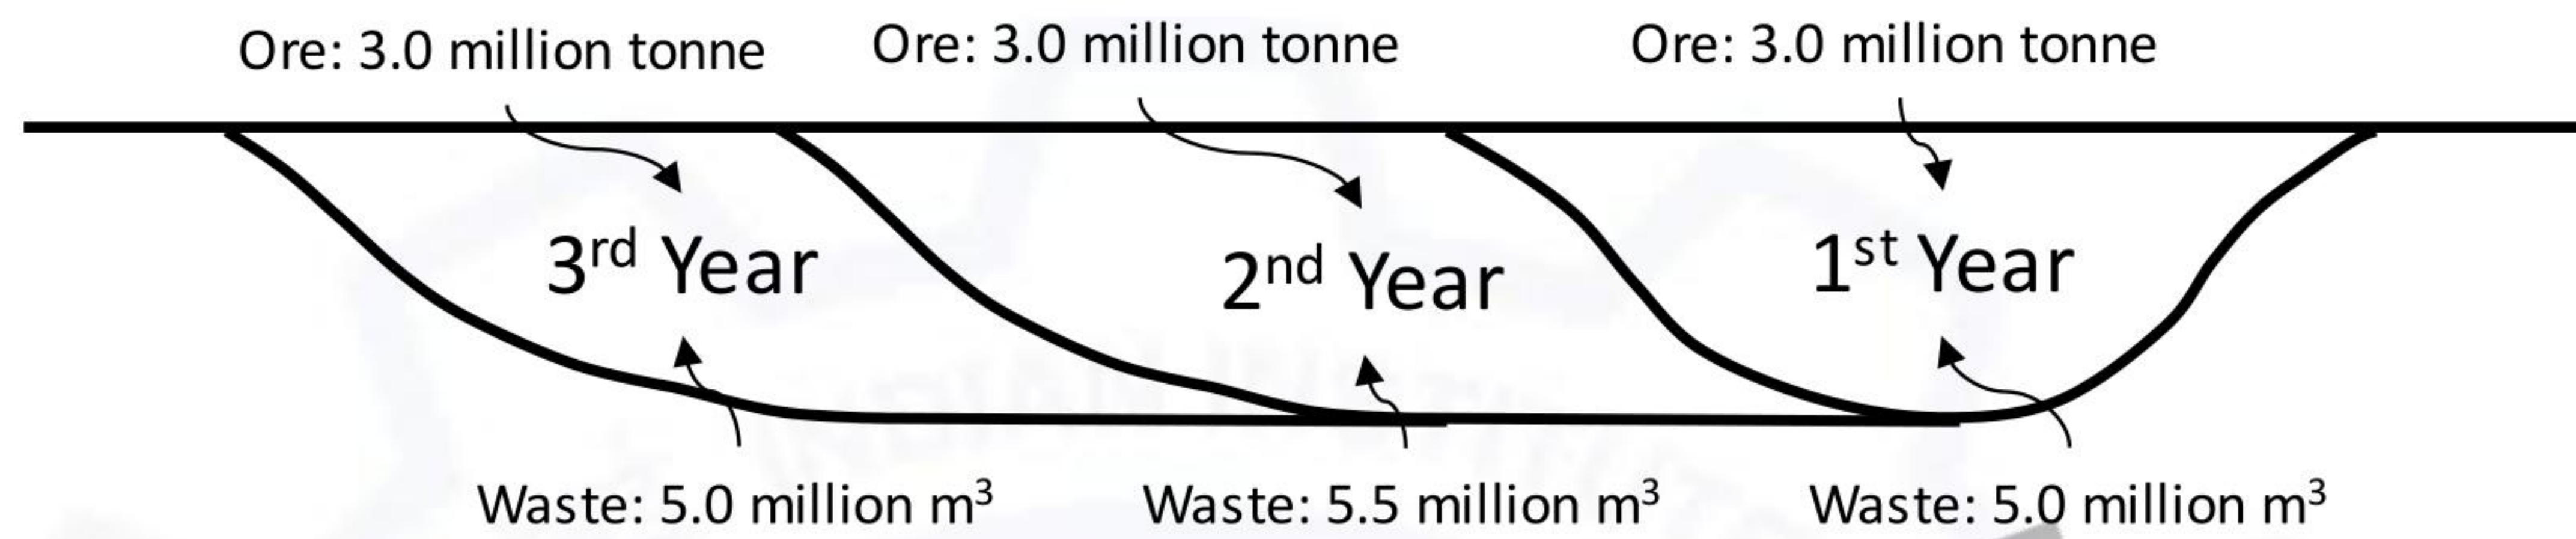 Ore: 3.0 million tonne
Ore: 3.0 million tonne
Ore: 3.0 million tonne
3rd Year
2nd Year
1st Year
Waste: 5.0 million m³
Waste: 5.5 million m³
Waste: 5.0 million m³